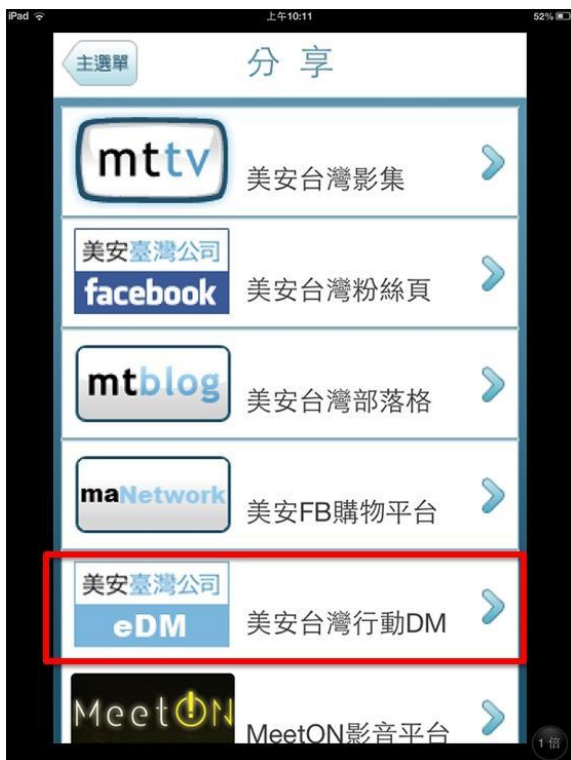 iPad 上午10:11 52%
主選單 分享
mttv 美安台灣影集
美安臺灣公司
facebook 美安台灣粉絲頁
mtblog 美安台灣部落格
maNetwork 美安FB購物平台
美安臺灣公司
eDM 美安台灣行動DM
MeetON MeetON影音平台
1 倍